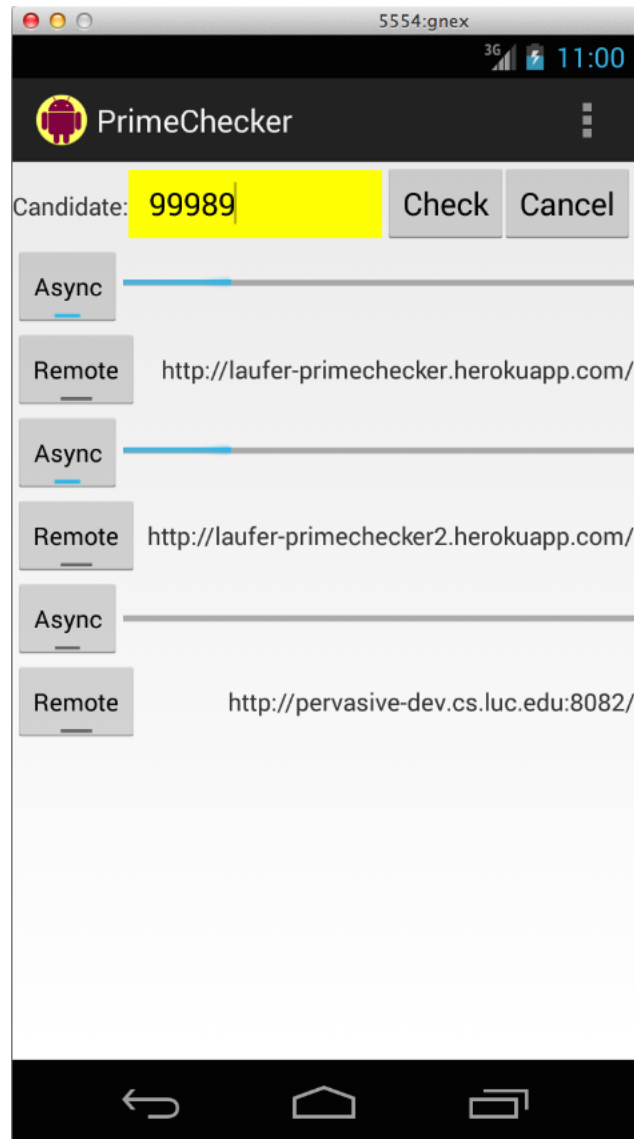 5554:gnex
3G 11:00
PrimeChecker
Candidate: 99989 Check Cancel
Async
Remote http://laufer-primechecker.herokuapp.com/
Async
Remote http://laufer-primechecker2.herokuapp.com/
Async
Remote http://pervasive-dev.cs.luc.edu:8082/